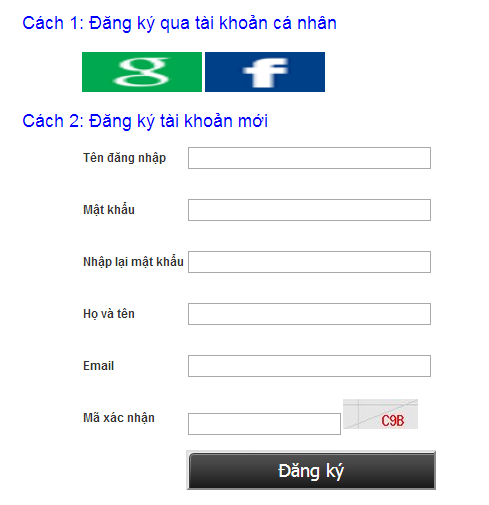 Cách 1: Đăng ký qua tài khoản cá nhân
g f
Cách 2: Đăng ký tài khoản mới
Tên đăng nhập
Mật khẩu
Nhập lại mật khẩu
Họ và tên
Email
Mã xác nhận C9B
Đăng ký